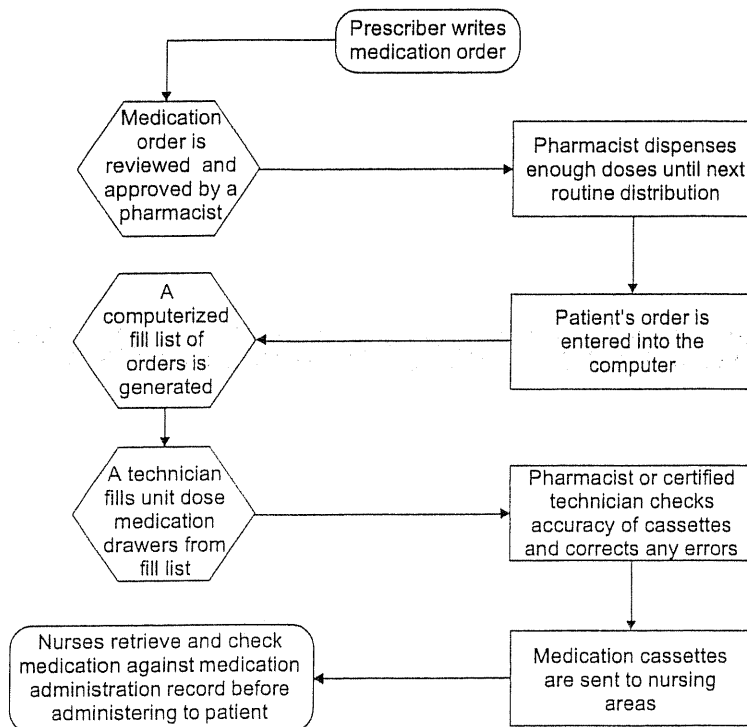 Prescriber writes
medication order
Medication
order is
reviewed and
approved by a
pharmacist
Pharmacist dispenses
enough doses until next
routine distribution
Patient's order is
entered into the
computer
A
computerized
fill list of
orders is
generated
A technician
fills unit dose
medication
drawers from
fill list
Pharmacist or certified
technician checks
accuracy of cassettes
and corrects any errors
Medication cassettes
are sent to nursing
areas
Nurses retrieve and check
medication against medication
administration record before
administering to patient